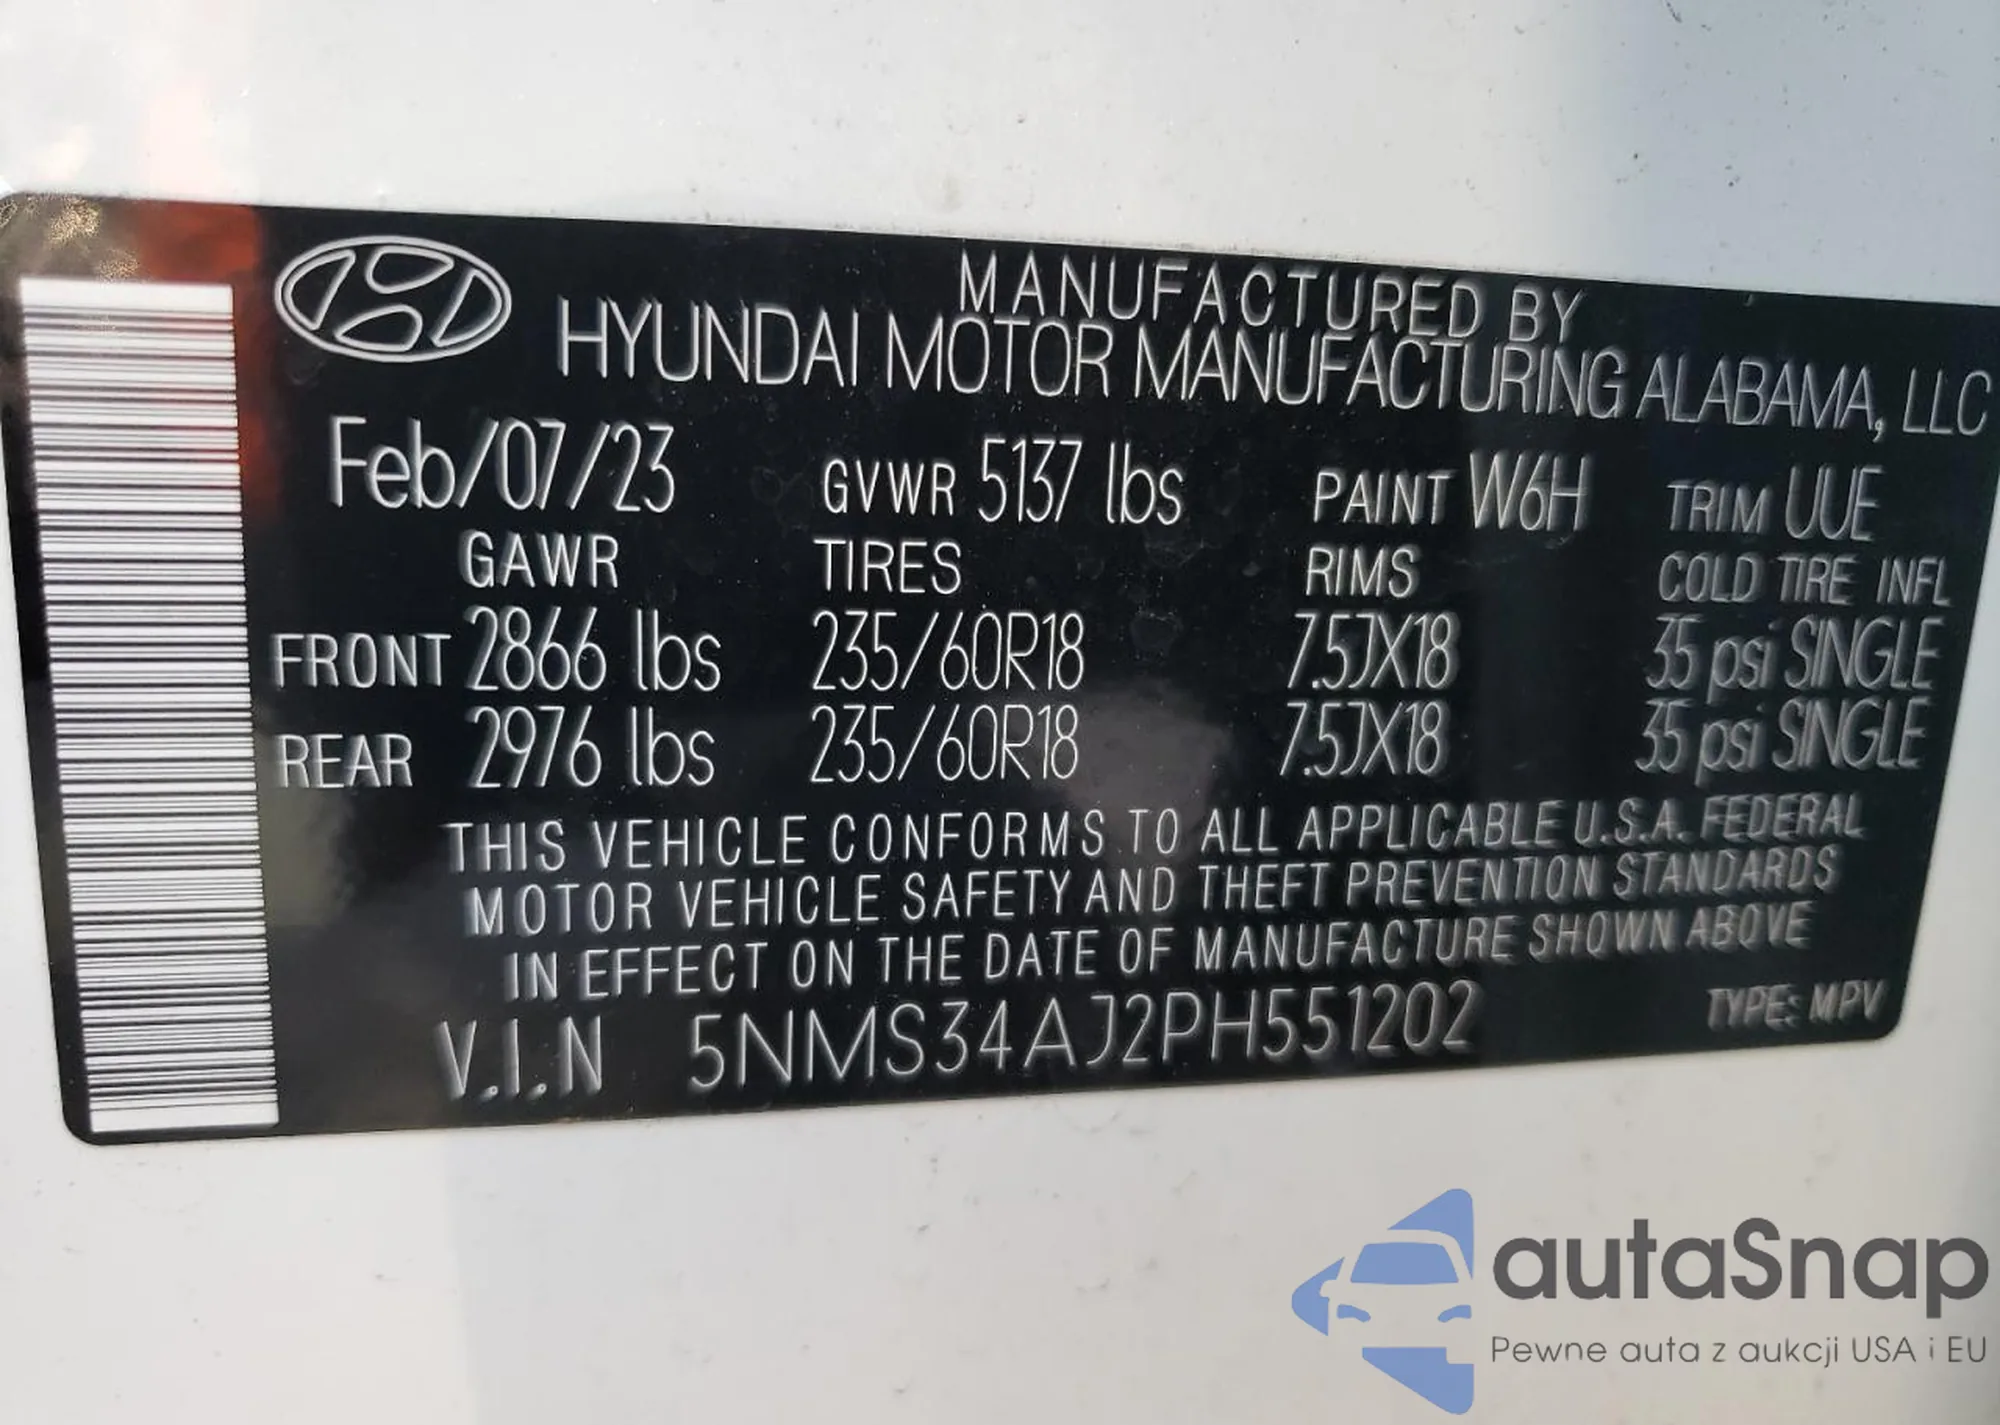 MANUFACTURED BY
HYUNDAI MOTOR MANUFACTURING ALABAMA, LLC
Feb/07/23 GVWR 5137 lbs PAINT W6H TRIM UUE
GAWR TIRES RIMS COLD TIRE INFL
FRONT 2866 lbs 235/60R18 7.5JX18 35 psi SINGLE
REAR 2976 lbs 235/60R18 7.5JX18 35 psi SINGLE
THIS VEHICLE CONFORMS TO ALL APPLICABLE U.S.A. FEDERAL
MOTOR VEHICLE SAFETY AND THEFT PREVENTION STANDARDS
IN EFFECT ON THE DATE OF MANUFACTURE SHOWN ABOVE
V.I.N 5NMS34AJ2PH551202 TYPE: MPV
autaSnap
Pewne auta z aukcji USA i EU